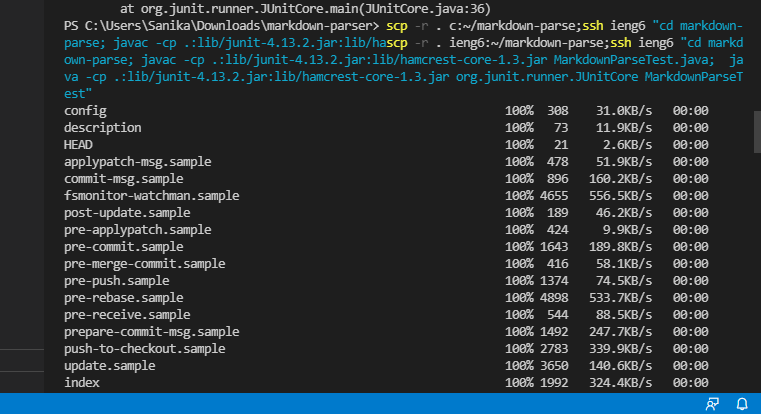 at org.junit.runner.JUnitCore.main(JUnitCore.java:36)
PS C:\Users\Sanika\Downloads\markdown-parser> scp -r . c:~/markdown-parse;ssh ieng6 "cd markdown-
parse; javac -cp .:lib/junit-4.13.2.jar:lib/hascp -r . ieng6:~/markdown-parse;ssh ieng6 "cd markd
own-parse; javac -cp .:lib/junit-4.13.2.jar:lib/hamcrest-core-1.3.jar MarkdownParseTest.java;  ja
va -cp .:lib/junit-4.13.2.jar:lib/hamcrest-core-1.3.jar org.junit.runner.JUnitCore MarkdownParseT
est"
config 100% 308 31.0KB/s 00:00
description 100% 73 11.9KB/s 00:00
HEAD 100% 21 2.6KB/s 00:00
applypatch-msg.sample 100% 478 51.9KB/s 00:00
commit-msg.sample 100% 896 160.2KB/s 00:00
fsmonitor-watchman.sample 100% 4655 556.5KB/s 00:00
post-update.sample 100% 189 46.2KB/s 00:00
pre-applypatch.sample 100% 424 9.9KB/s 00:00
pre-commit.sample 100% 1643 189.8KB/s 00:00
pre-merge-commit.sample 100% 416 58.1KB/s 00:00
pre-push.sample 100% 1374 74.5KB/s 00:00
pre-rebase.sample 100% 4898 533.7KB/s 00:00
pre-receive.sample 100% 544 88.5KB/s 00:00
prepare-commit-msg.sample 100% 1492 247.7KB/s 00:00
push-to-checkout.sample 100% 2783 339.9KB/s 00:00
update.sample 100% 3650 140.6KB/s 00:00
index 100% 1992 324.4KB/s 00:00